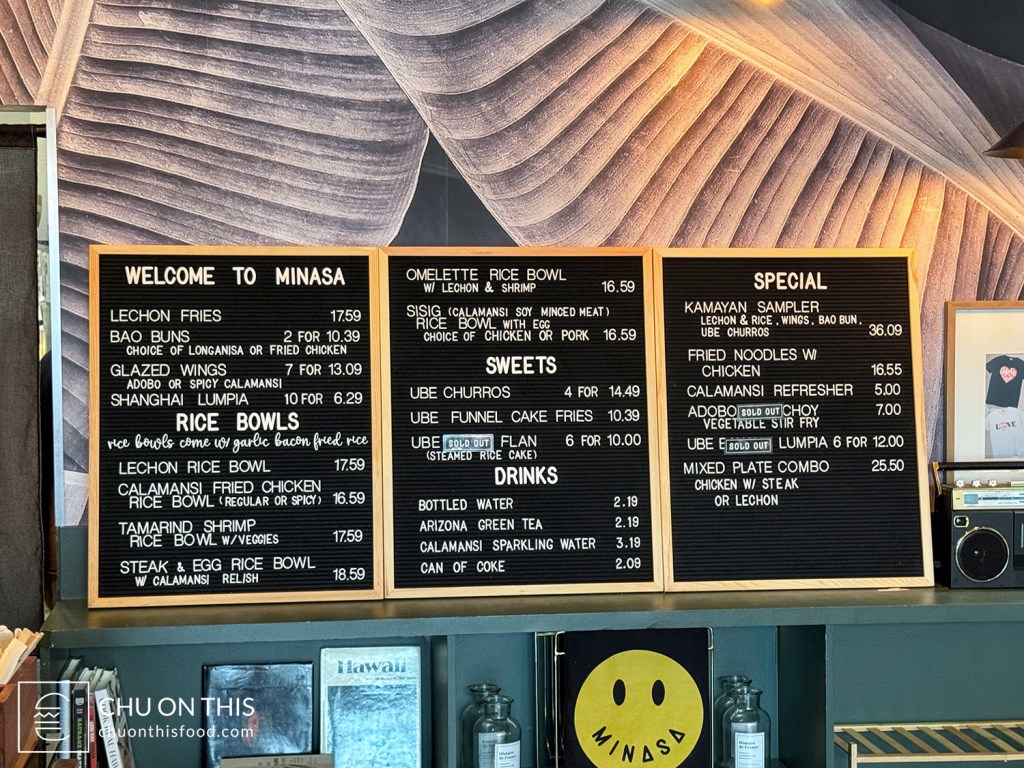 WELCOME TO MINASA
LECHON FRIES 17.59
BAO BUNS 2 FOR 10.39
CHOICE OF LONGANISA OR FRIED CHICKEN
GLAZED WINGS 7 FOR 13.09
ADOBO OR SPICY CALAMANSI
SHANGHAI LUMPIA 10 FOR 6.29
RICE BOWLS
rice bowls come w/ garlic bacon fried rice
LECHON RICE BOWL 17.59
CALAMANSI FRIED CHICKEN
RICE BOWL (REGULAR OR SPICY) 16.59
TAMARIND SHRIMP
RICE BOWL W/VEGGIES 17.59
STEAK & EGG RICE BOWL
W/ CALAMANSI RELISH 18.59
OMELETTE RICE BOWL
W/ LECHON & SHRIMP 16.59
SISIG (CALAMANSI SOY MINCED MEAT)
RICE BOWL WITH EGG
CHOICE OF CHICKEN OR PORK 16.59
SWEETS
UBE CHURROS 4 FOR 14.49
UBE FUNNEL CAKE FRIES 10.39
UBE SOLD OUT FLAN 6 FOR 10.00
(STEAMED RICE CAKE)
DRINKS
BOTTLED WATER 2.19
ARIZONA GREEN TEA 2.19
CALAMANSI SPARKLING WATER 3.19
CAN OF COKE 2.09
SPECIAL
KAMAYAN SAMPLER
LECHON & RICE, WINGS, BAO BUN,
UBE CHURROS 36.09
FRIED NOODLES W/
CHICKEN 16.55
CALAMANSI REFRESHER 5.00
ADOBO SOLD OUT CHOY 7.00
VEGETABLE STIR FRY
UBE SOLD OUT LUMPIA 6 FOR 12.00
MIXED PLATE COMBO 25.50
CHICKEN W/ STEAK
OR LECHON
Hawaii
MINASA
CHU ON THIS
chuonthisfood.com